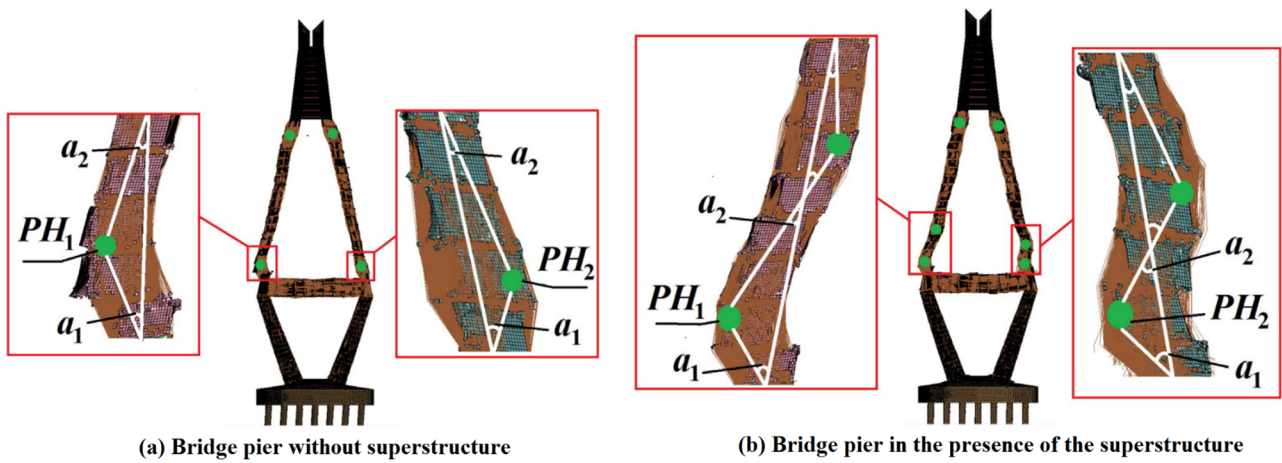 a2
PH1
a1
a2
PH2
a1
a2
PH1
a1
a2
PH2
a1
(a) Bridge pier without superstructure
(b) Bridge pier in the presence of the superstructure